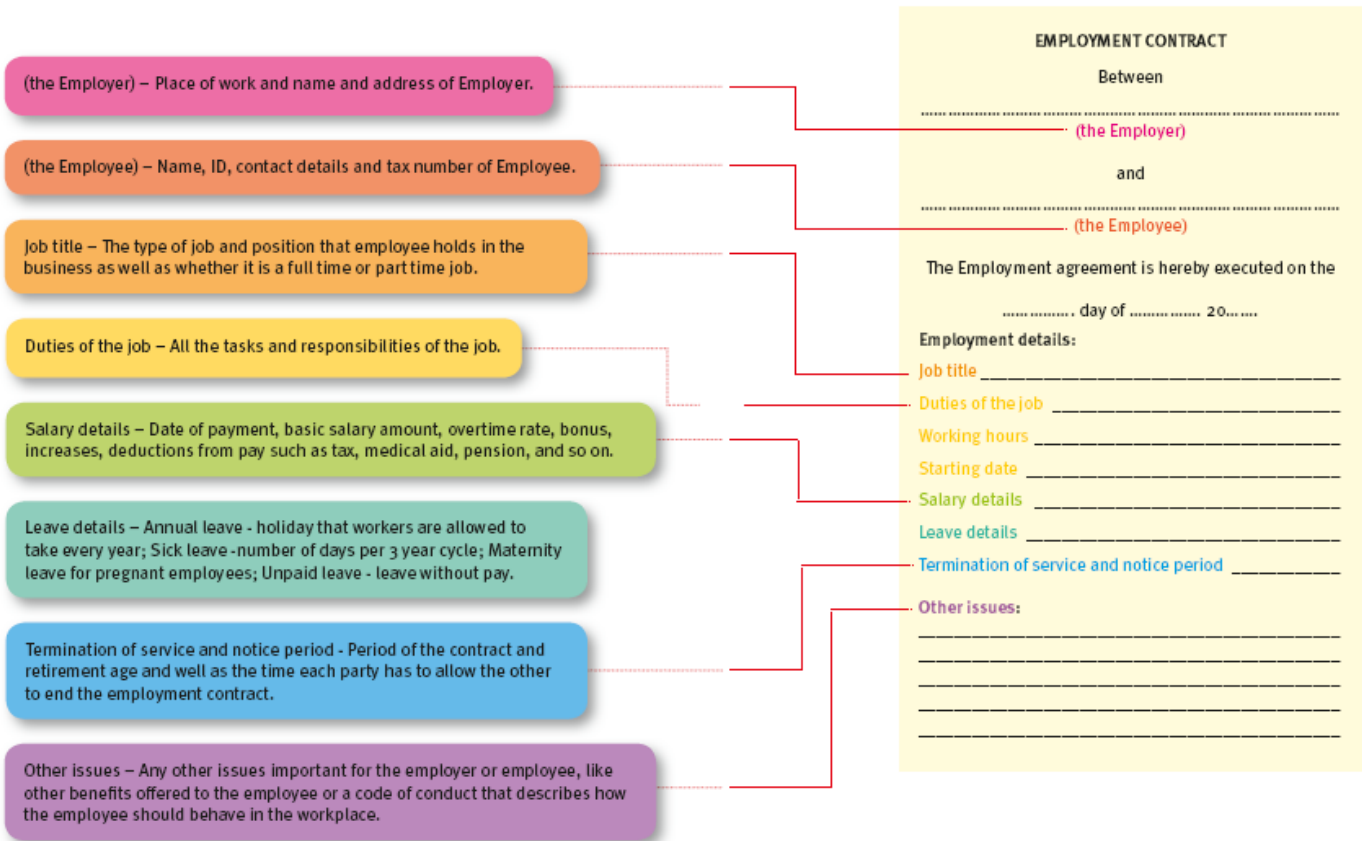 (the Employer) – Place of work and name and address of Employer.
(the Employee) – Name, ID, contact details and tax number of Employee.
Job title – The type of job and position that employee holds in the
business as well as whether it is a full time or part time job.
Duties of the job – All the tasks and responsibilities of the job.
Salary details – Date of payment, basic salary amount, overtime rate, bonus,
increases, deductions from pay such as tax, medical aid, pension, and so on.
Leave details – Annual leave - holiday that workers are allowed to
take every year; Sick leave -number of days per 3 year cycle; Maternity
leave for pregnant employees; Unpaid leave - leave without pay.
Termination of service and notice period - Period of the contract and
retirement age and well as the time each party has to allow the other
to end the employment contract.
Other issues – Any other issues important for the employer or employee, like
other benefits offered to the employee or a code of conduct that describes how
the employee should behave in the workplace.
EMPLOYMENT CONTRACT
Between
(the Employer)
and
(the Employee)
The Employment agreement is hereby executed on the
................ day of ................ 20.......
Employment details:
Job title
Duties of the job
Working hours
Starting date
Salary details
Leave details
Termination of service and notice period
Other issues: